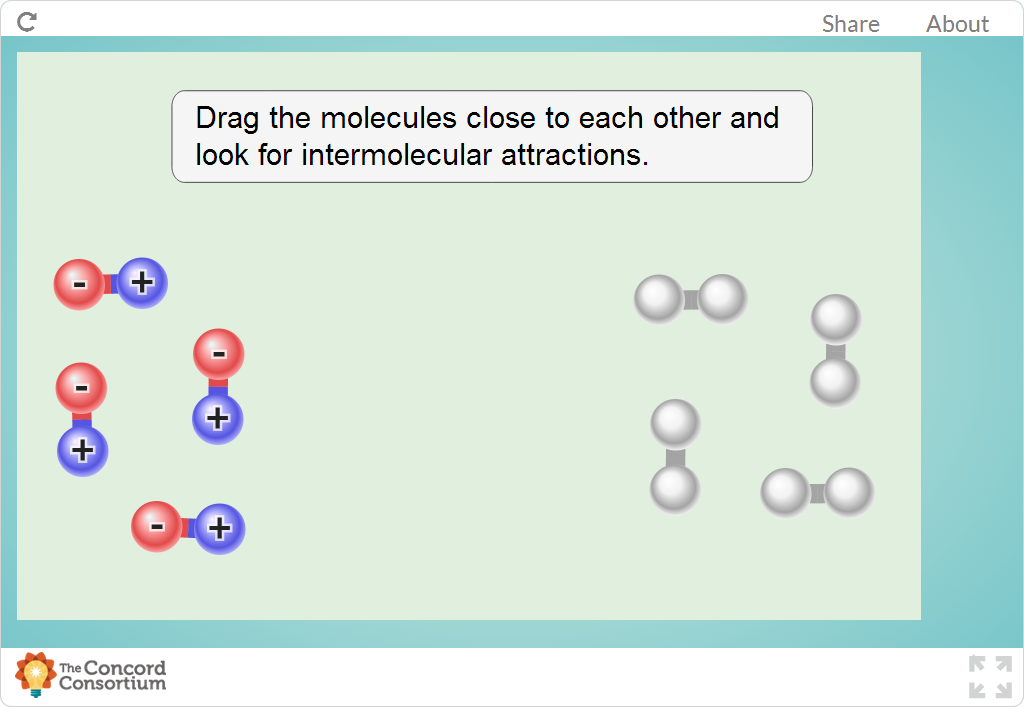 Share About
Drag the molecules close to each other and
look for intermolecular attractions.
- +
-
- +
+
- +
The Concord
Consortium